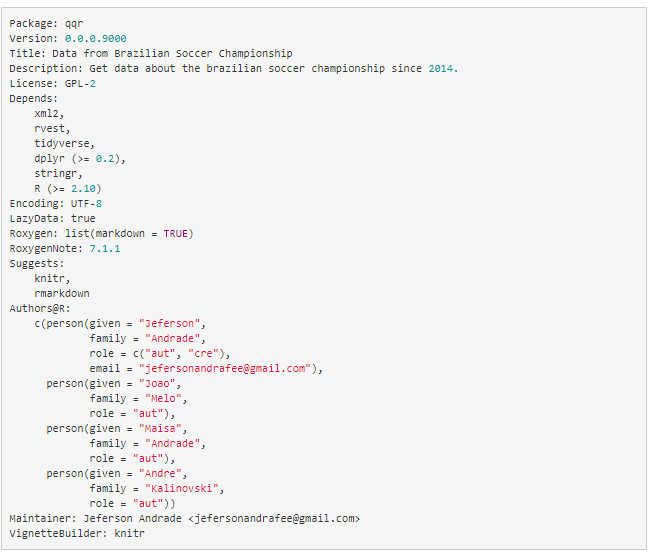 Package: qqr
Version: 0.0.0.9000
Title: Data from Brazilian Soccer Championship
Description: Get data about the brazilian soccer championship since 2014.
License: GPL-2
Depends:
    xml2,
    rvest,
    tidyverse,
    dplyr (>= 0.2),
    stringr,
    R (>= 2.10)
Encoding: UTF-8
LazyData: true
Roxygen: list(markdown = TRUE)
RoxygenNote: 7.1.1
Suggests:
    knitr,
    rmarkdown
Authors@R:
    c(person(given = "Jeferson",
             family = "Andrade",
             role = c("aut", "cre"),
             email = "jefersonandrafee@gmail.com"),
      person(given = "Joao",
             family = "Melo",
             role = "aut"),
      person(given = "Maisa",
             family = "Andrade",
             role = "aut"),
      person(given = "Andre",
             family = "Kalinovski",
             role = "aut"))
Maintainer: Jeferson Andrade <jefersonandrafee@gmail.com>
VignetteBuilder: knitr